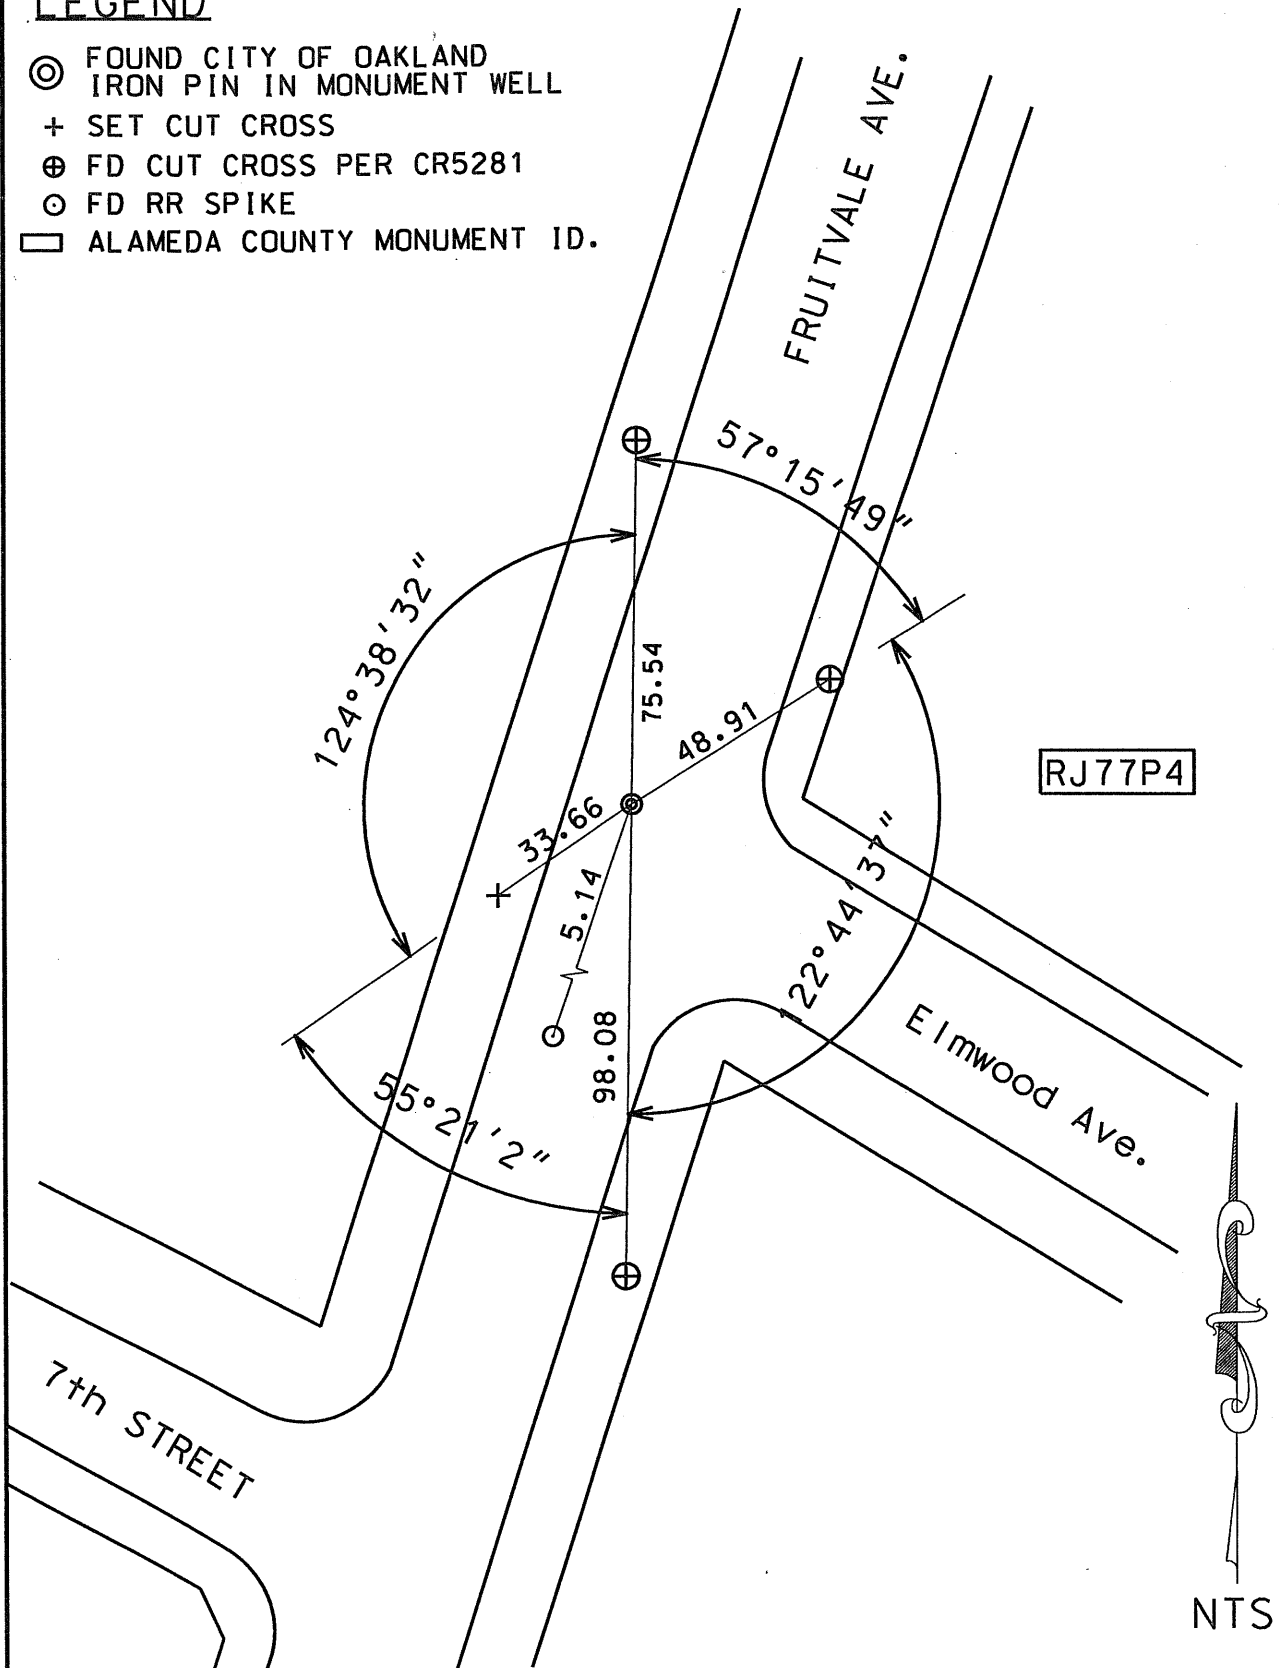 LEGEND
FOUND CITY OF OAKLAND
IRON PIN IN MONUMENT WELL
SET CUT CROSS
FD CUT CROSS PER CR5281
FD RR SPIKE
ALAMEDA COUNTY MONUMENT ID.
FRUITVALE AVE.
57°15'49"
124°38'32"
75.54
48.91
RJ77P4
33.66
5.14
122°44'37"
98.08
Elmwood Ave.
55°21'2"
7th STREET
NTS